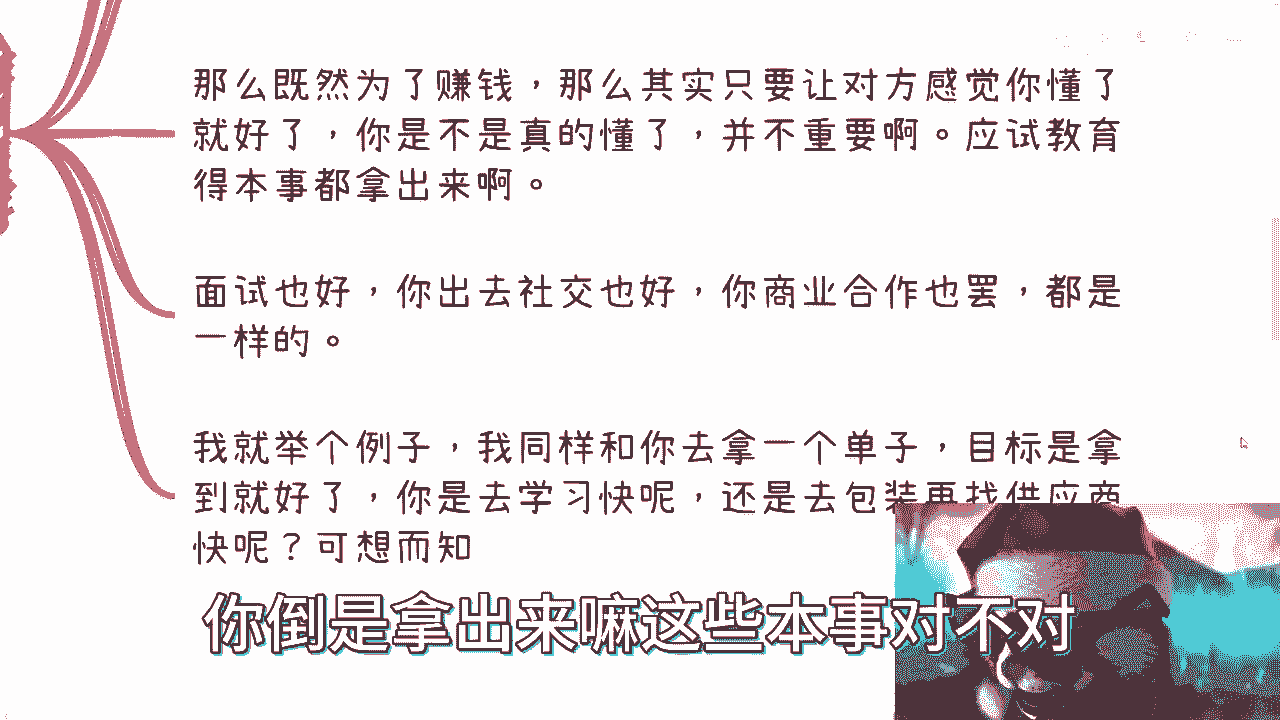 那么既然为了赚钱，那么其实只要让对方感觉你懂了
就好了，你是不是真的懂了，并不重要啊。应试教育
得本事都拿出来啊。
面试也好，你出去社交也好，你商业合作也罢，都是
一样的。
我就举个例子，我同样和你去拿一个单子，目标是拿
到就好了，你是去学习快呢，还是去包装再找供应商
快呢？可想而知
你倒是拿出来嘛这些本事对不对